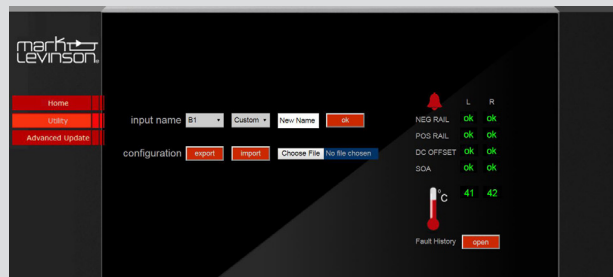 mark
Levinson®
Home
Utility
Advanced Update
input name B1 Custom New Name ok
configuration export import Choose File No file chosen
L R
NEG RAIL ok ok
POS RAIL ok ok
DC OFFSET ok ok
SOA ok ok
°C 41 42
Fault History open